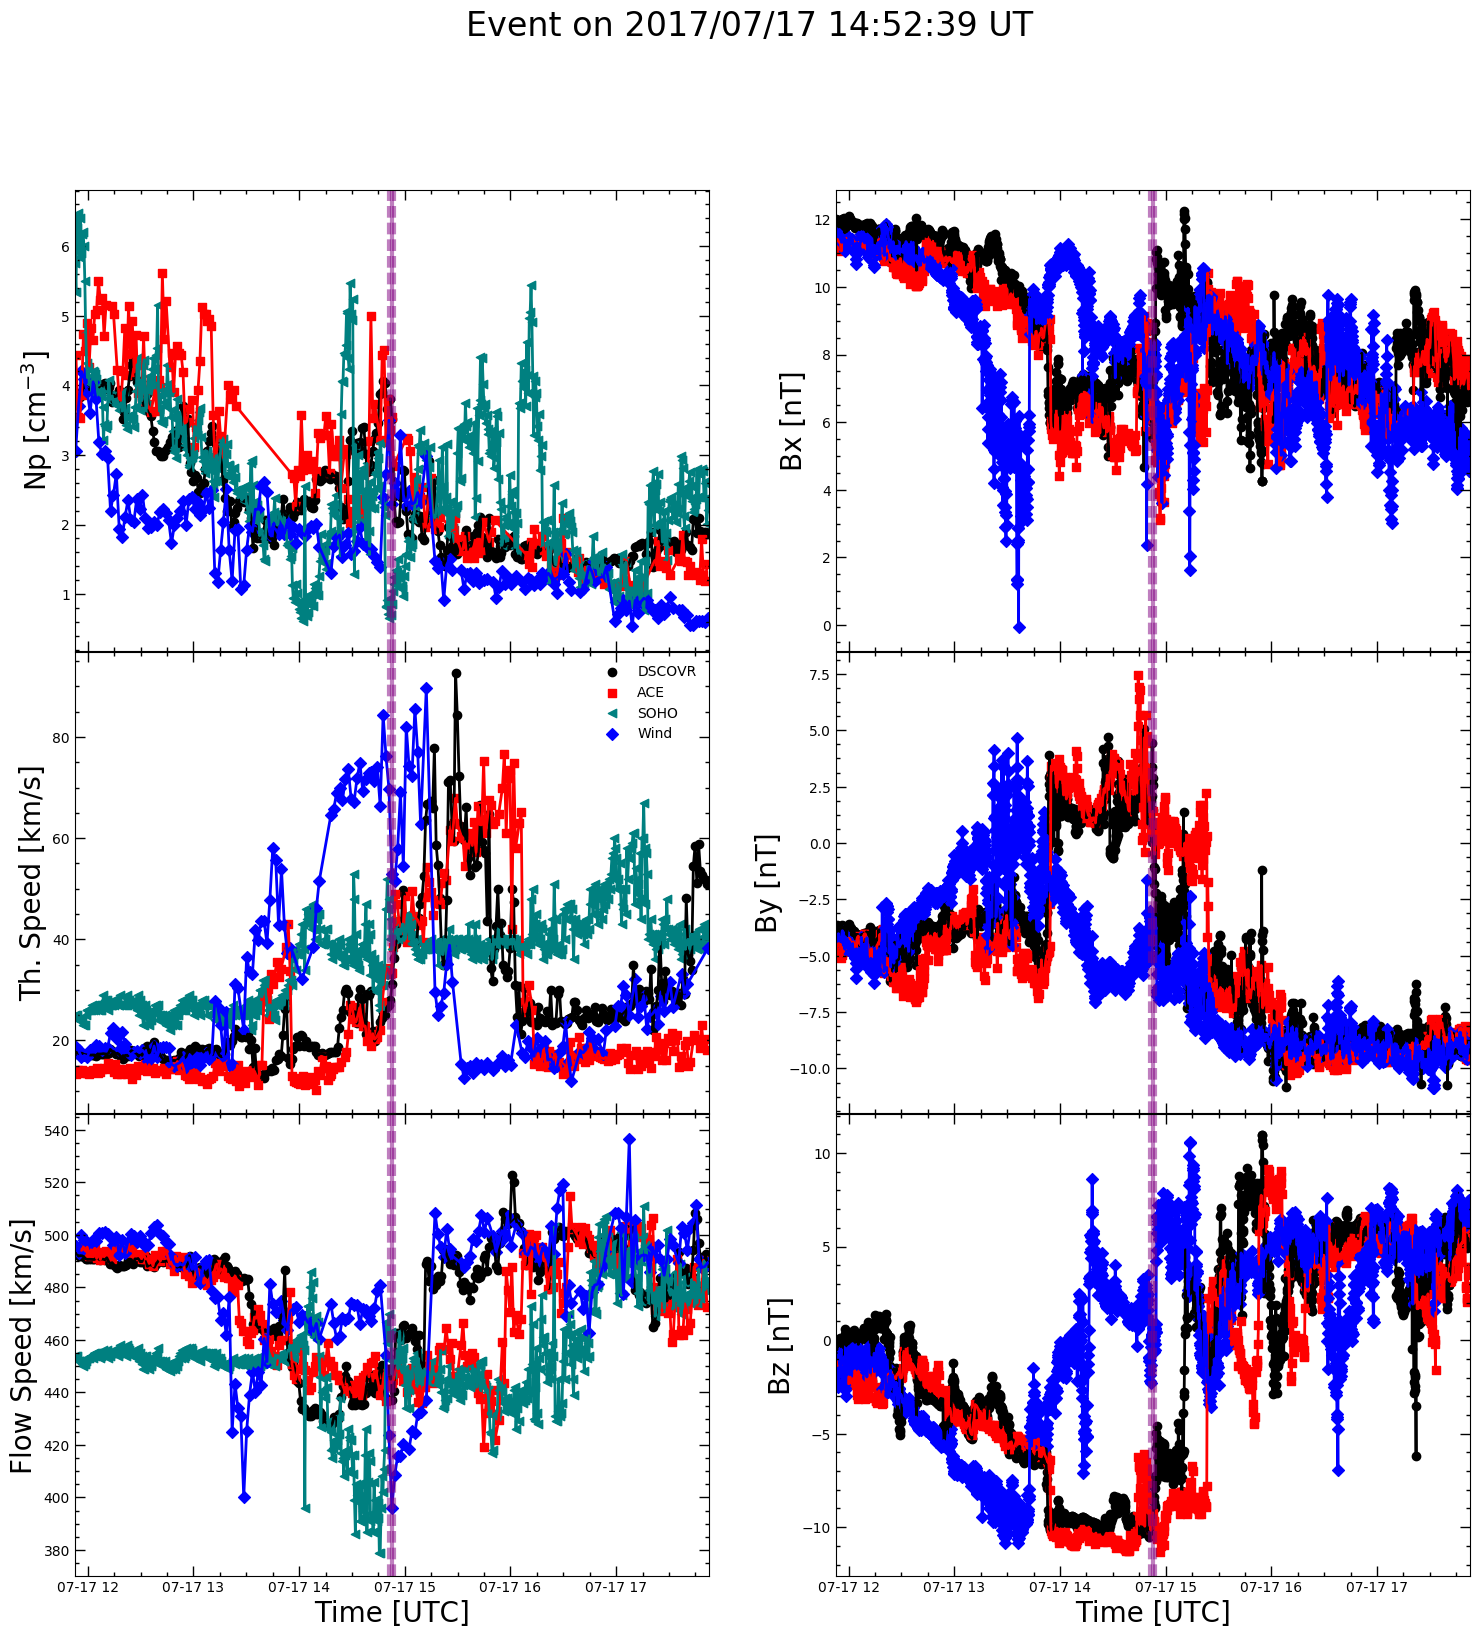 Event on 2017/07/17 14:52:39 UT
Np [cm⁻³]
6
5
4
3
2
1
Th. Speed [km/s]
80
60
40
20
DSCOVR
ACE
SOHO
Wind
Flow Speed [km/s]
540
520
500
480
460
440
420
400
380
07-17 12 07-17 13 07-17 14 07-17 15 07-17 16 07-17 17
Time [UTC]
Bx [nT]
12
10
8
6
4
2
0
By [nT]
7.5
5.0
2.5
0.0
−2.5
−5.0
−7.5
−10.0
Bz [nT]
10
5
0
−5
−10
07-17 12 07-17 13 07-17 14 07-17 15 07-17 16 07-17 17
Time [UTC]